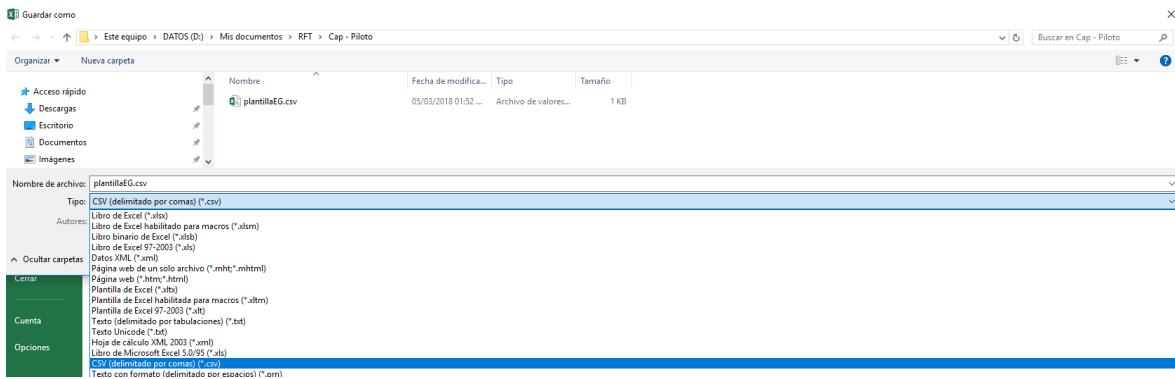 Guardar como
Este equipo > DATOS (D:) > Mis documentos > RFT > Cap - Piloto
Buscar en Cap - Piloto
Organizar
Nueva carpeta
Nombre
Fecha de modifica...
Tipo
Tamaño
Acceso rápido
plantillaEG.csv
05/03/2018 01:52 ...
Archivo de valores...
1 KB
Descargas
Escritorio
Documentos
Imágenes
Nombre de archivo: plantillaEG.csv
Tipo: CSV (delimitado por comas) (*.csv)
Autores:
Libro de Excel (*.xlsx)
Libro de Excel habilitado para macros (*.xlsm)
Libro binario de Excel (*.xlsb)
Libro de Excel 97-2003 (*.xls)
Datos XML (*.xml)
Ocultar carpetas
Página web de un solo archivo (*.mht;*.mhtml)
Página web (*.htm;*.html)
Cerrar
Plantilla de Excel (*.xltx)
Plantilla de Excel habilitada para macros (*.xltm)
Plantilla de Excel 97-2003 (*.xlt)
Texto (delimitado por tabulaciones) (*.txt)
Cuenta
Texto Unicode (*.txt)
Hoja de cálculo XML 2003 (*.xml)
Libro de Microsoft Excel 5.0/95 (*.xls)
Opciones
CSV (delimitado por comas) (*.csv)
Texto con formato (delimitado por espacios) (*.prn)